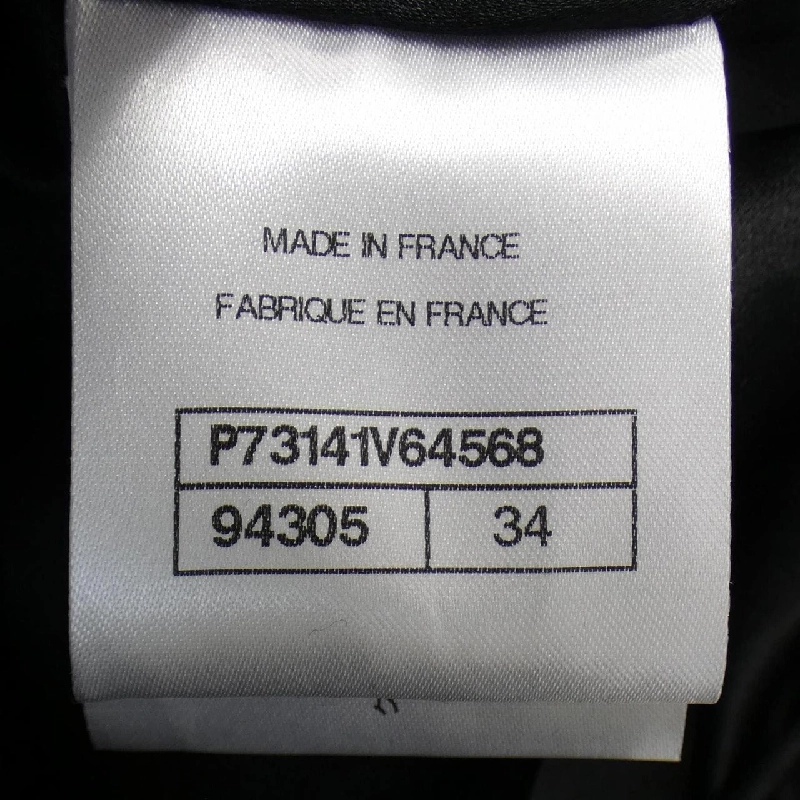 MADE IN FRANCE
FABRIQUE EN FRANCE
P73141V64568
94305 34